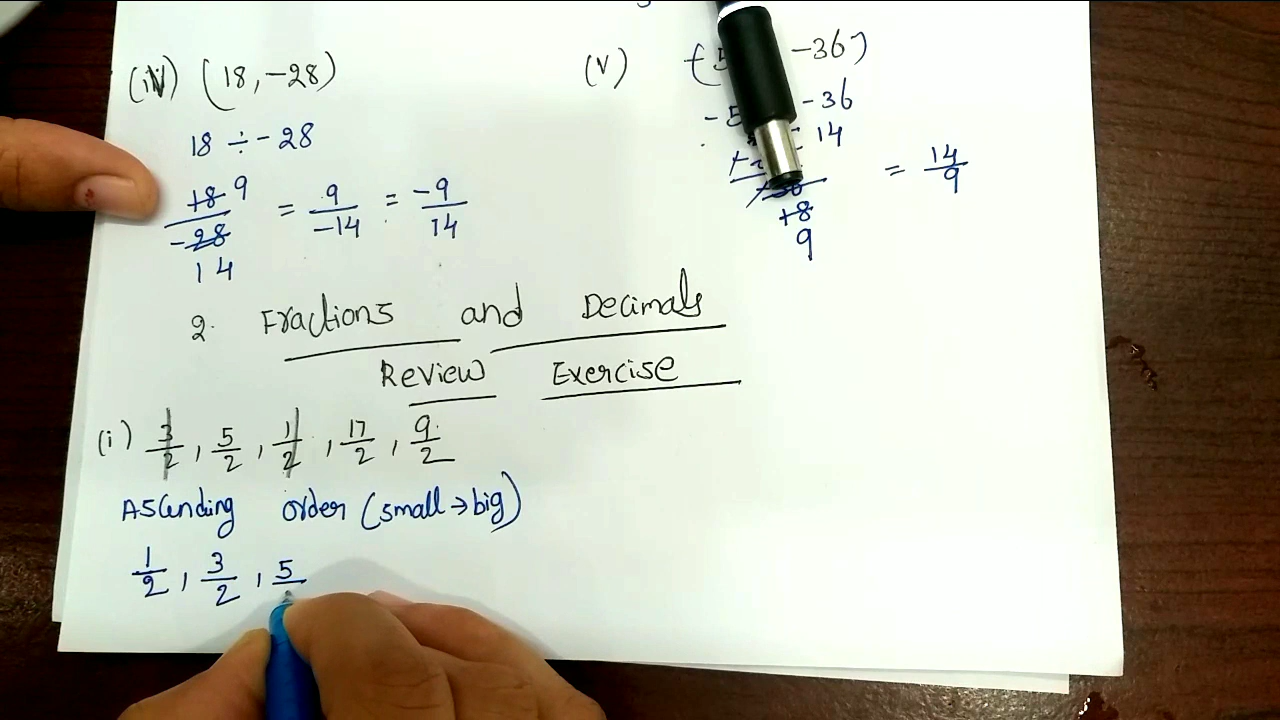 (iv) (18, -28)
18 ÷ - 28
18 9
-28
14
= 9/-14 = -9/14
(v) -36)
- 36
14
+8
9
= 14/9
2. Fractions and Decimals
Review Exercise
(i) 3/2, 5/2, 1/2, 17/2, 9/2
Ascending order (small → big)
1/2, 3/2, 5